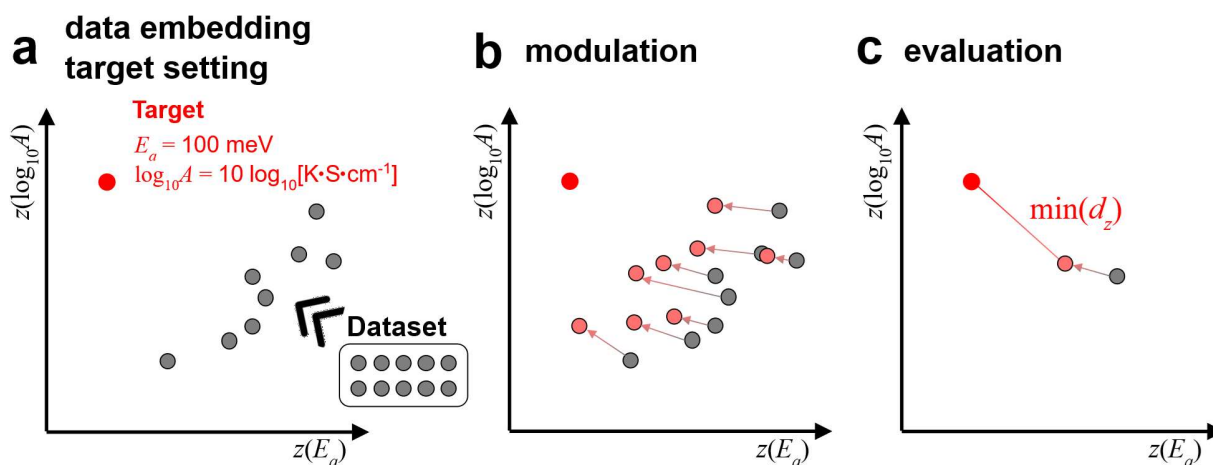 a data embedding
target setting
Target
Eₐ = 100 meV
log₁₀A = 10 log₁₀[K•S•cm⁻¹]
z(log₁₀A)
Dataset
z(Eₐ)
b modulation
z(log₁₀A)
z(Eₐ)
c evaluation
z(log₁₀A)
min(d_z)
z(Eₐ)